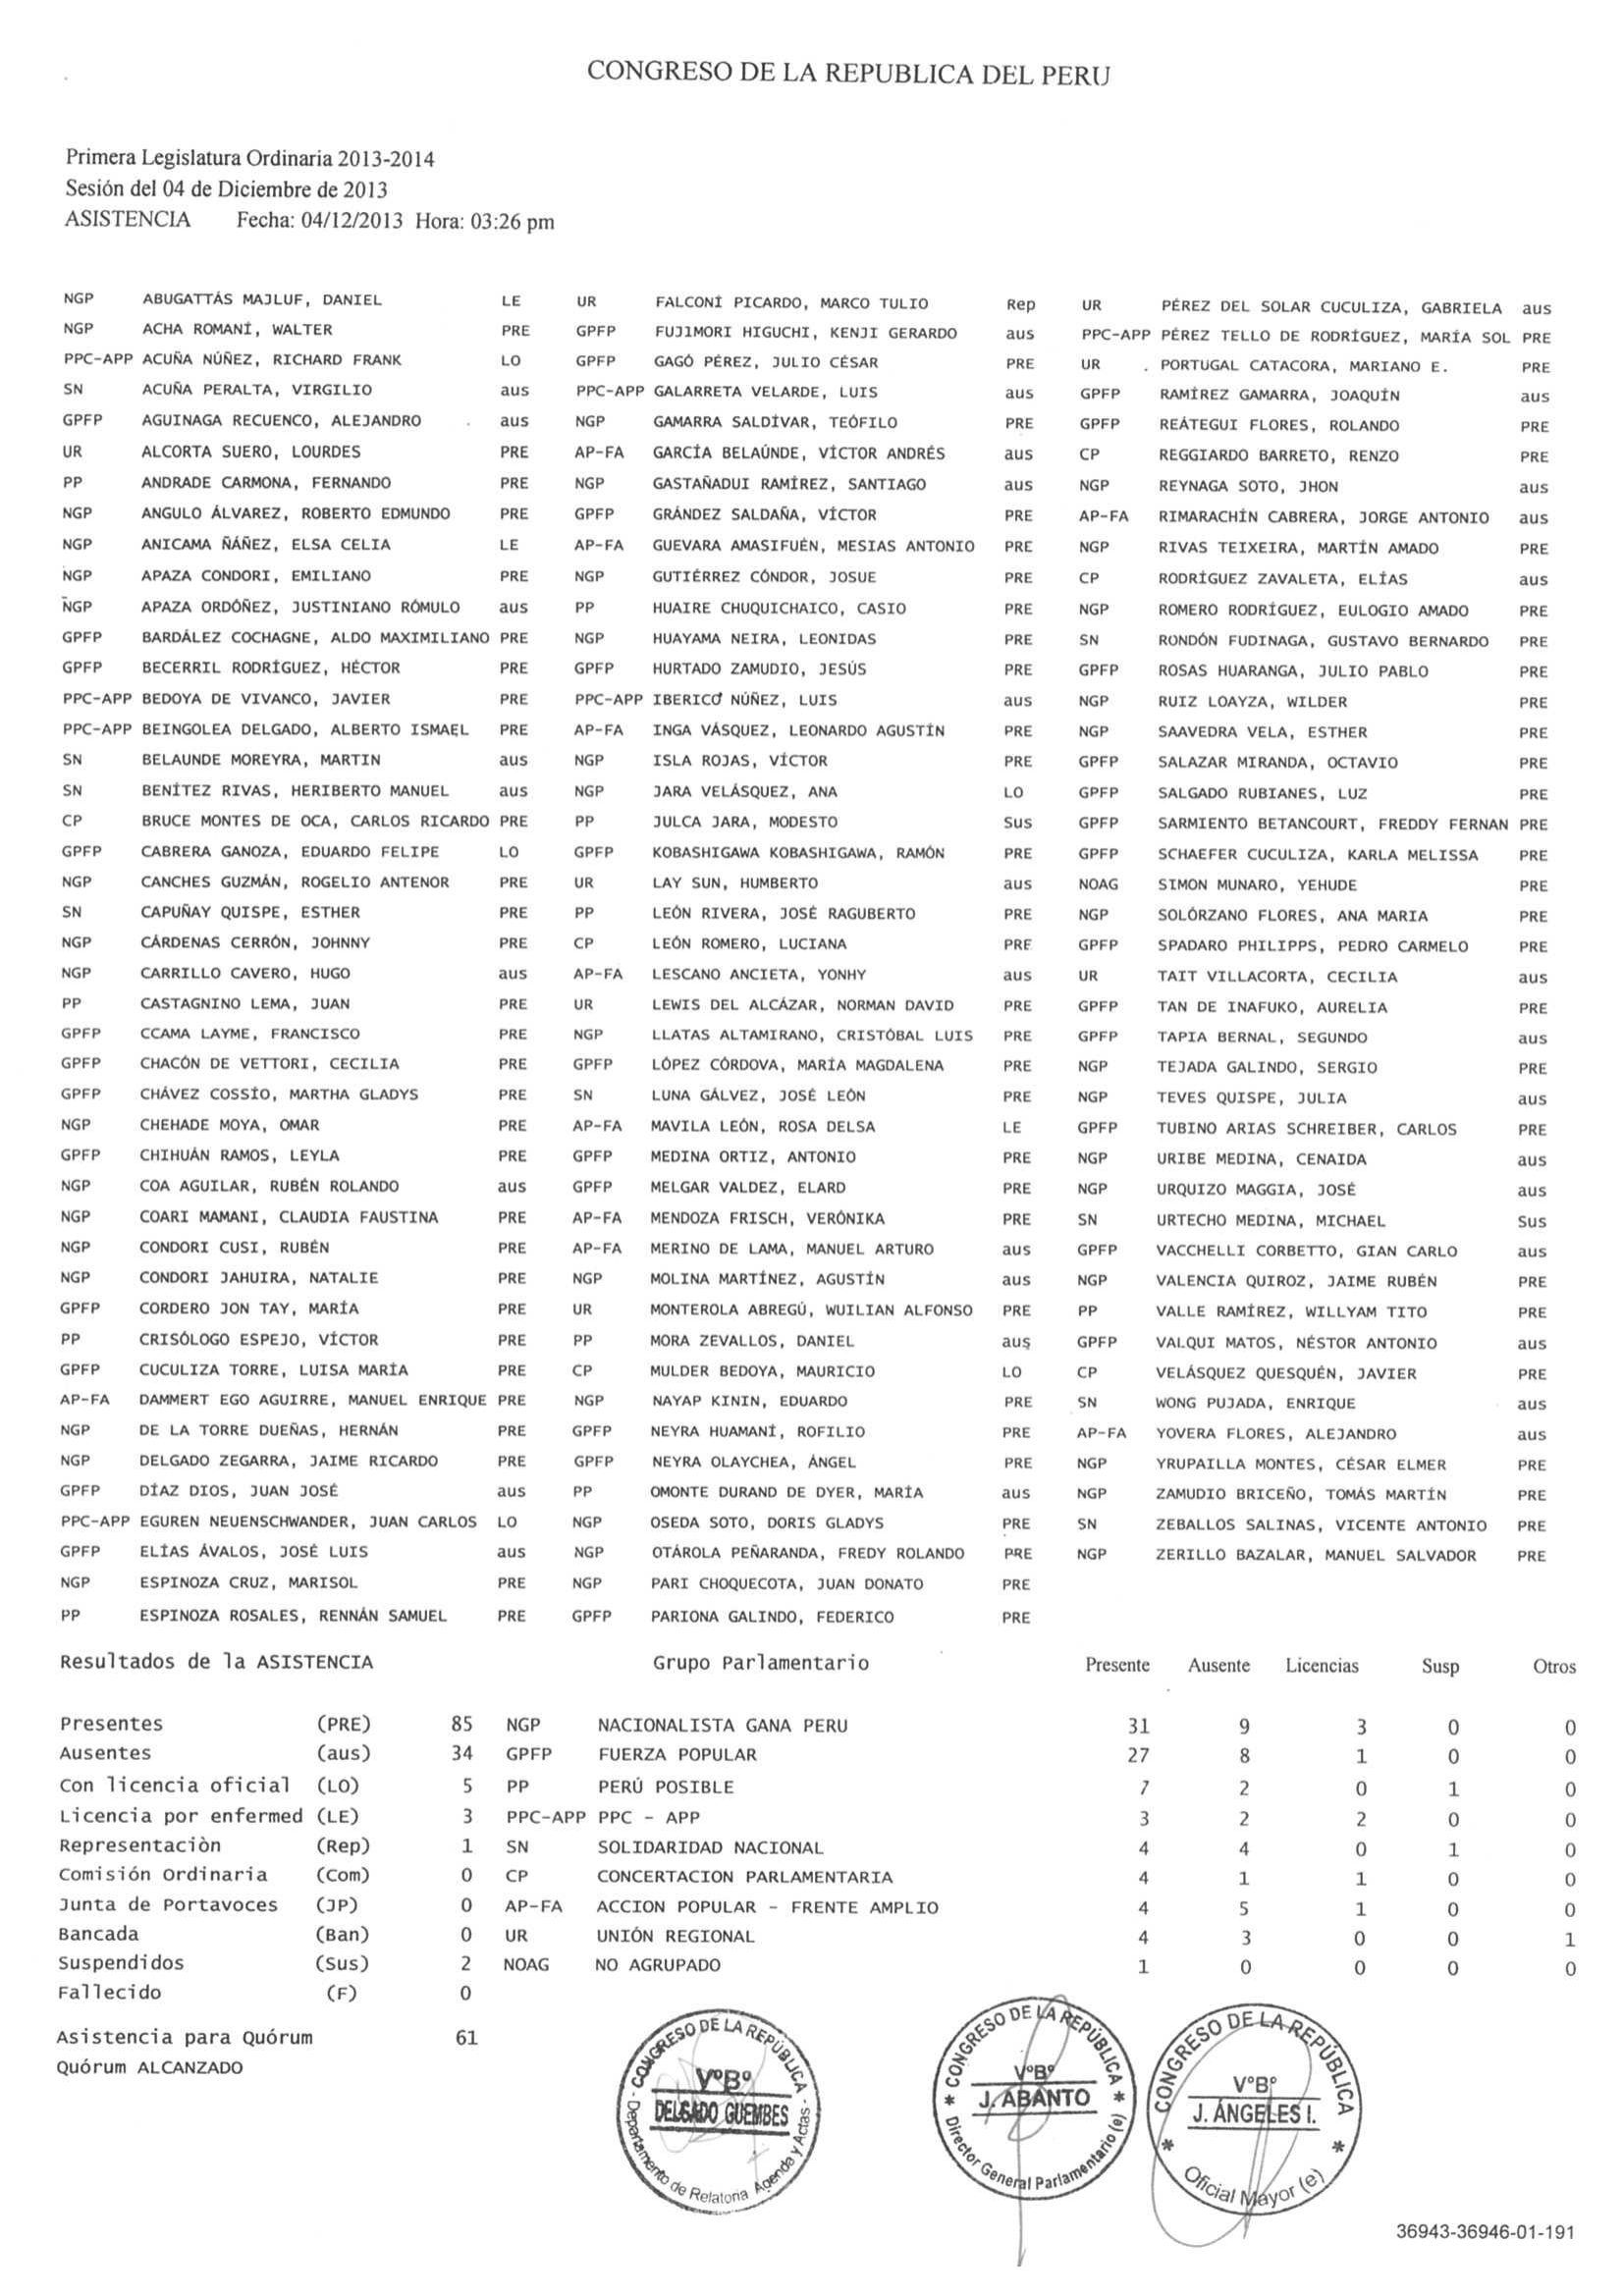 CONGRESO DE LA REPUBLICA DEL PERU
Primera Legislatura Ordinaria 2013-2014
Sesión del 04 de Diciembre de 2013
ASISTENCIA Fecha: 04/12/2013 Hora: 03:26 pm
NGP ABUGATTÁS MAJLUF, DANIEL LE UR FALCONÍ PICARDO, MARCO TULIO Rep UR PÉREZ DEL SOLAR CUCULIZA, GABRIELA aus
NGP ACHA ROMANÍ, WALTER PRE GPFP FUJIMORI HIGUCHI, KENJI GERARDO aus PPC-APP PÉREZ TELLO DE RODRÍGUEZ, MARÍA SOL PRE
PPC-APP ACUÑA NÚÑEZ, RICHARD FRANK LO GPFP GAGÓ PÉREZ, JULIO CÉSAR PRE UR PORTUGAL CATACORA, MARIANO E. PRE
SN ACUÑA PERALTA, VIRGILIO aus PPC-APP GALARRETA VELARDE, LUIS aus GPFP RAMÍREZ GAMARRA, JOAQUÍN aus
GPFP AGUINAGA RECUENCO, ALEJANDRO aus NGP GAMARRA SALDÍVAR, TEÓFILO PRE GPFP REÁTEGUI FLORES, ROLANDO PRE
UR ALCORTA SUERO, LOURDES PRE AP-FA GARCÍA BELAÚNDE, VÍCTOR ANDRÉS aus CP REGGIARDO BARRETO, RENZO PRE
PP ANDRADE CARMONA, FERNANDO PRE NGP GASTAÑADUI RAMÍREZ, SANTIAGO aus NGP REYNAGA SOTO, JHON aus
NGP ANGULO ÁLVAREZ, ROBERTO EDMUNDO PRE GPFP GRÁNDEZ SALDAÑA, VÍCTOR PRE AP-FA RIMARACHÍN CABRERA, JORGE ANTONIO aus
NGP ANICAMA ÑÁÑEZ, ELSA CELIA LE AP-FA GUEVARA AMASIFUÉN, MESIAS ANTONIO PRE NGP RIVAS TEIXEIRA, MARTÍN AMADO PRE
NGP APAZA CONDORI, EMILIANO PRE NGP GUTIÉRREZ CÓNDOR, JOSUE PRE CP RODRÍGUEZ ZAVALETA, ELÍAS aus
NGP APAZA ORDÓÑEZ, JUSTINIANO RÓMULO aus PP HUAIRE CHUQUICHAICO, CASIO PRE NGP ROMERO RODRÍGUEZ, EULOGIO AMADO PRE
GPFP BARDÁLEZ COCHAGNE, ALDO MAXIMILIANO PRE NGP HUAYAMA NEIRA, LEONIDAS PRE SN RONDÓN FUDINAGA, GUSTAVO BERNARDO PRE
GPFP BECERRIL RODRÍGUEZ, HÉCTOR PRE GPFP HURTADO ZAMUDIO, JESÚS PRE GPFP ROSAS HUARANGA, JULIO PABLO PRE
PPC-APP BEDOYA DE VIVANCO, JAVIER PRE PPC-APP IBERICO NÚÑEZ, LUIS aus NGP RUIZ LOAYZA, WILDER PRE
PPC-APP BEINGOLEA DELGADO, ALBERTO ISMAEL PRE AP-FA INGA VÁSQUEZ, LEONARDO AGUSTÍN PRE NGP SAAVEDRA VELA, ESTHER PRE
SN BELAUNDE MOREYRA, MARTIN aus NGP ISLA ROJAS, VÍCTOR PRE GPFP SALAZAR MIRANDA, OCTAVIO PRE
SN BENÍTEZ RIVAS, HERIBERTO MANUEL aus NGP JARA VELÁSQUEZ, ANA LO GPFP SALGADO RUBIANES, LUZ PRE
CP BRUCE MONTES DE OCA, CARLOS RICARDO PRE PP JULCA JARA, MODESTO Sus GPFP SARMIENTO BETANCOURT, FREDDY FERNAN PRE
GPFP CABRERA GANOZA, EDUARDO FELIPE LO GPFP KOBASHIGAWA KOBASHIGAWA, RAMÓN PRE GPFP SCHAEFER CUCULIZA, KARLA MELISSA PRE
NGP CANCHES GUZMÁN, ROGELIO ANTENOR PRE UR LAY SUN, HUMBERTO aus NOAG SIMON MUNARO, YEHUDE PRE
SN CAPUÑAY QUISPE, ESTHER PRE PP LEÓN RIVERA, JOSÉ RAGUBERTO PRE NGP SOLÓRZANO FLORES, ANA MARIA PRE
NGP CÁRDENAS CERRÓN, JOHNNY PRE CP LEÓN ROMERO, LUCIANA PRE GPFP SPADARO PHILIPPS, PEDRO CARMELO PRE
NGP CARRILLO CAVERO, HUGO aus AP-FA LESCANO ANCIETA, YONHY aus UR TAIT VILLACORTA, CECILIA aus
PP CASTAGNINO LEMA, JUAN PRE UR LEWIS DEL ALCÁZAR, NORMAN DAVID PRE GPFP TAN DE INAFUKO, AURELIA PRE
GPFP CCAMA LAYME, FRANCISCO PRE NGP LLATAS ALTAMIRANO, CRISTÓBAL LUIS PRE GPFP TAPIA BERNAL, SEGUNDO aus
GPFP CHACÓN DE VETTORI, CECILIA PRE GPFP LÓPEZ CÓRDOVA, MARÍA MAGDALENA PRE NGP TEJADA GALINDO, SERGIO PRE
GPFP CHÁVEZ COSSÍO, MARTHA GLADYS PRE SN LUNA GÁLVEZ, JOSÉ LEÓN PRE NGP TEVES QUISPE, JULIA aus
NGP CHEHADE MOYA, OMAR PRE AP-FA MAVILA LEÓN, ROSA DELSA LE GPFP TUBINO ARIAS SCHREIBER, CARLOS PRE
GPFP CHIHUÁN RAMOS, LEYLA PRE GPFP MEDINA ORTIZ, ANTONIO PRE NGP URIBE MEDINA, CENAIDA aus
NGP COA AGUILAR, RUBÉN ROLANDO aus GPFP MELGAR VALDEZ, ELARD PRE NGP URQUIZO MAGGIA, JOSÉ aus
NGP COARI MAMANI, CLAUDIA FAUSTINA PRE AP-FA MENDOZA FRISCH, VERÓNIKA PRE SN URTECHO MEDINA, MICHAEL Sus
NGP CONDORI CUSI, RUBÉN PRE AP-FA MERINO DE LAMA, MANUEL ARTURO aus GPFP VACCHELLI CORBETTO, GIAN CARLO aus
NGP CONDORI JAHUIRA, NATALIE PRE NGP MOLINA MARTÍNEZ, AGUSTÍN aus NGP VALENCIA QUIROZ, JAIME RUBÉN PRE
GPFP CORDERO JON TAY, MARÍA PRE UR MONTEROLA ABREGÚ, WUILIAN ALFONSO PRE PP VALLE RAMÍREZ, WILLYAM TITO PRE
PP CRISÓLOGO ESPEJO, VÍCTOR PRE PP MORA ZEVALLOS, DANIEL aus GPFP VALQUI MATOS, NÉSTOR ANTONIO aus
GPFP CUCULIZA TORRE, LUISA MARÍA PRE CP MULDER BEDOYA, MAURICIO LO CP VELÁSQUEZ QUESQUÉN, JAVIER PRE
AP-FA DAMMERT EGO AGUIRRE, MANUEL ENRIQUE PRE NGP NAYAP KININ, EDUARDO PRE SN WONG PUJADA, ENRIQUE aus
NGP DE LA TORRE DUEÑAS, HERNÁN PRE GPFP NEYRA HUAMANÍ, ROFILIO PRE AP-FA YOVERA FLORES, ALEJANDRO aus
NGP DELGADO ZEGARRA, JAIME RICARDO PRE GPFP NEYRA OLAYCHEA, ÁNGEL PRE NGP YRUPAILLA MONTES, CÉSAR ELMER PRE
GPFP DÍAZ DIOS, JUAN JOSÉ aus PP OMONTE DURAND DE DYER, MARÍA aus NGP ZAMUDIO BRICEÑO, TOMÁS MARTÍN PRE
PPC-APP EGUREN NEUENSCHWANDER, JUAN CARLOS LO NGP OSEDA SOTO, DORIS GLADYS PRE SN ZEBALLOS SALINAS, VICENTE ANTONIO PRE
GPFP ELÍAS ÁVALOS, JOSÉ LUIS aus NGP OTÁROLA PEÑARANDA, FREDY ROLANDO PRE NGP ZERILLO BAZALAR, MANUEL SALVADOR PRE
NGP ESPINOZA CRUZ, MARISOL PRE NGP PARI CHOQUECOTA, JUAN DONATO PRE
PP ESPINOZA ROSALES, RENNÁN SAMUEL PRE GPFP PARIONA GALINDO, FEDERICO PRE
Resultados de la ASISTENCIA Grupo Parlamentario Presente Ausente Licencias Susp Otros
Presentes (PRE) 85 NGP NACIONALISTA GANA PERU 31 9 3 0 0
Ausentes (aus) 34 GPFP FUERZA POPULAR 27 8 1 0 0
Con licencia oficial (LO) 5 PP PERÚ POSIBLE 7 2 0 1 0
Licencia por enfermed (LE) 3 PPC-APP PPC - APP 3 2 2 0 0
Representaciòn (Rep) 1 SN SOLIDARIDAD NACIONAL 4 4 0 1 0
Comisión Ordinaria (Com) 0 CP CONCERTACION PARLAMENTARIA 4 1 1 0 0
Junta de Portavoces (JP) 0 AP-FA ACCION POPULAR - FRENTE AMPLIO 4 5 1 0 0
Bancada (Ban) 0 UR UNIÓN REGIONAL 4 3 0 0 1
Suspendidos (Sus) 2 NOAG NO AGRUPADO 1 0 0 0 0
Fallecido (F) 0
Asistencia para Quórum 61
Quórum ALCANZADO
CONGRESO DE LA REPÚBLICA
VºBº
DELGADO GUEMBES
Departamento de Relatoria Agenda y Actas
CONGRESO DE LA REPÚBLICA
VºBº
J. ABANTO
Director General Parlamentario (e)
CONGRESO DE LA REPÚBLICA
VºBº
J. ÁNGELES I.
Oficial Mayor (e)
36943-36946-01-191